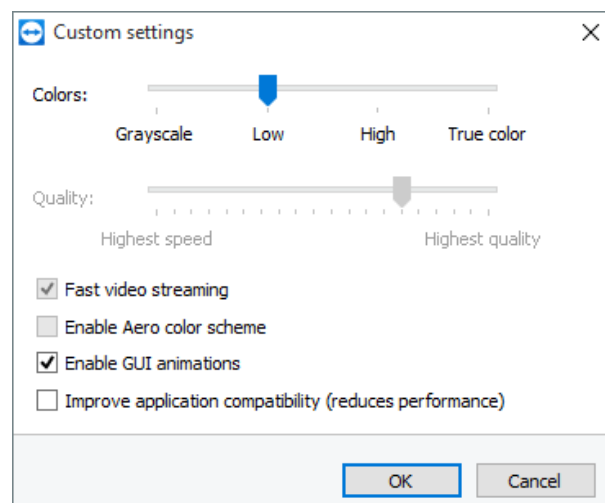 Custom settings
Colors:
Grayscale Low High True color
Quality:
Highest speed Highest quality
Fast video streaming
Enable Aero color scheme
Enable GUI animations
Improve application compatibility (reduces performance)
OK Cancel